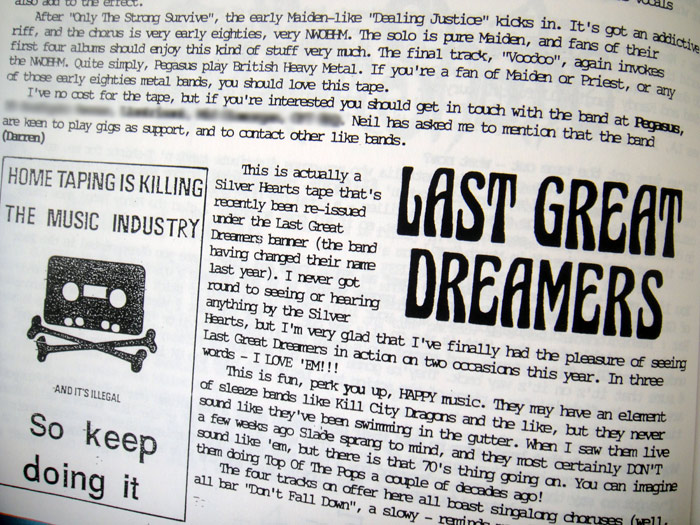 also add to the effect.
vocals
After "Only The Strong Survive", the early Maiden-like "Dealing Justice" kicks in. It's got an addictive
riff, and the chorus is very early eighties, very NWOBHM. The solo is pure Maiden, and fans of their
first four albums should enjoy this kind of stuff very much. The final track, "Voodoo", again invokes
the NWOBHM. Quite simply, Pegasus play British Heavy Metal. If you're a fan of Maiden or Priest, or any
of those early eighties metal bands, you should love this tape.
I've no cost for the tape, but if you're interested you should get in touch with the band at Pegasus,
Neil has asked me to mention that the band
are keen to play gigs as support, and to contact other like bands.
(Darren)
HOME TAPING IS KILLING
THE MUSIC INDUSTRY
AND IT'S ILLEGAL
So keep
doing it
LAST GREAT
DREAMERS
This is actually a
Silver Hearts tape that's
recently been re-issued
under the Last Great
Dreamers banner (the band
having changed their name
last year). I never got
round to seeing or hearing
anything by the Silver
Hearts, but I'm very glad that I've finally had the pleasure of seeing
Last Great Dreamers in action on two occasions this year. In three
words - I LOVE 'EM!!!
This is fun, perk you up, HAPPY music. They may have an element
of sleaze bands like Kill City Dragons and the like, but they never
sound like they've been swimming in the gutter. When I saw them live
a few weeks ago Slade sprang to mind, and they most certainly DON'T
sound like 'em, but there is that 70's thing going on. You can imagine
them doing Top Of The Pops a couple of decades ago!
The four tracks on offer here all boast singalong choruses (well,
all bar "Don't Fall Down", a slowy - reminds